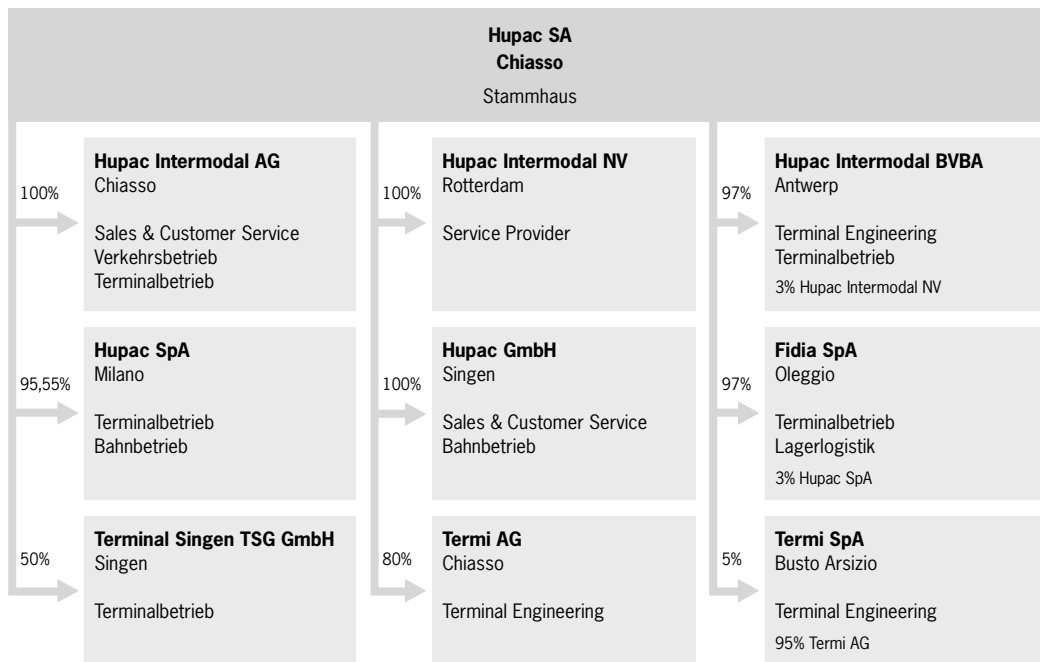 Hupac SA
Chiasso
Stammhaus
100%
Hupac Intermodal AG
Chiasso
Sales & Customer Service
Verkehrsbetrieb
Terminalbetrieb
100%
Hupac Intermodal NV
Rotterdam
Service Provider
97%
Hupac Intermodal BVBA
Antwerp
Terminal Engineering
Terminalbetrieb
3% Hupac Intermodal NV
95,55%
Hupac SpA
Milano
Terminalbetrieb
Bahnbetrieb
100%
Hupac GmbH
Singen
Sales & Customer Service
Bahnbetrieb
97%
Fidia SpA
Oleggio
Terminalbetrieb
Lagerlogistik
3% Hupac SpA
50%
Terminal Singen TSG GmbH
Singen
Terminalbetrieb
80%
Termi AG
Chiasso
Terminal Engineering
5%
Termi SpA
Busto Arsizio
Terminal Engineering
95% Termi AG